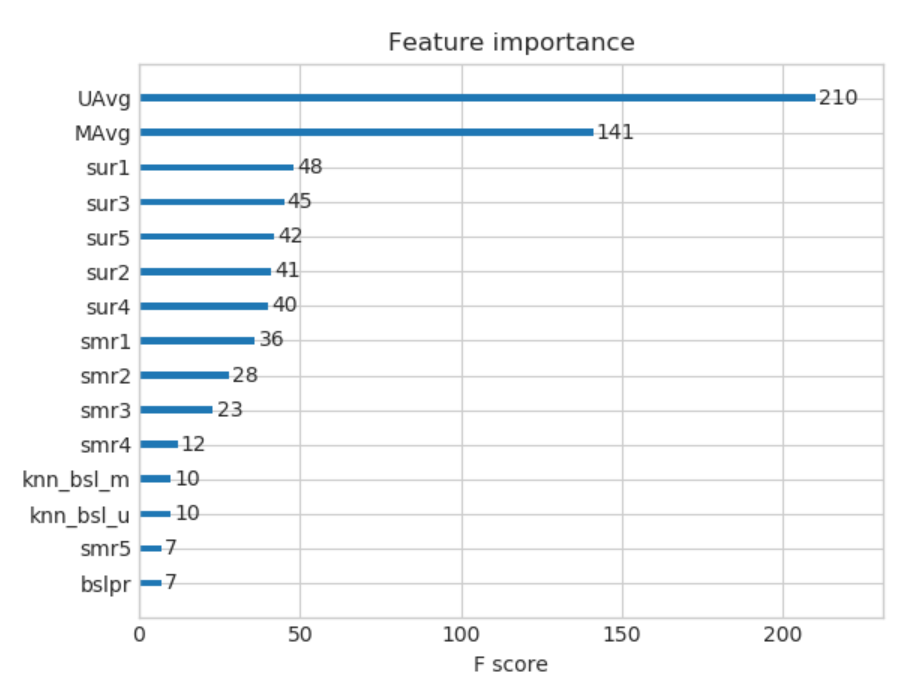 Feature importance
UAvg 210
MAvg 141
sur1 48
sur3 45
sur5 42
sur2 41
sur4 40
smr1 36
smr2 28
smr3 23
smr4 12
knn_bsl_m 10
knn_bsl_u 10
smr5 7
bslpr 7
0 50 100 150 200
F score